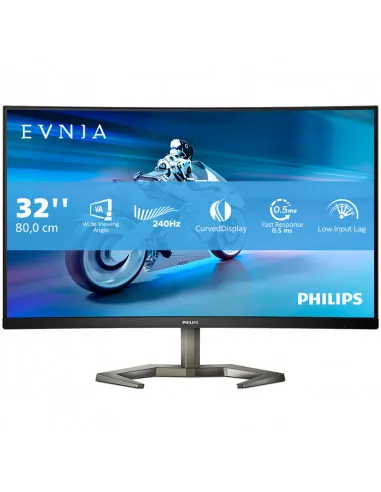 EVNIA
32''
80,0 cm
VA
Wide Viewing
Angle
240Hz
CurvedDisplay
0.5ms
Fast Response
0.5 ms
Low Input Lag
PHILIPS
PHILIPS